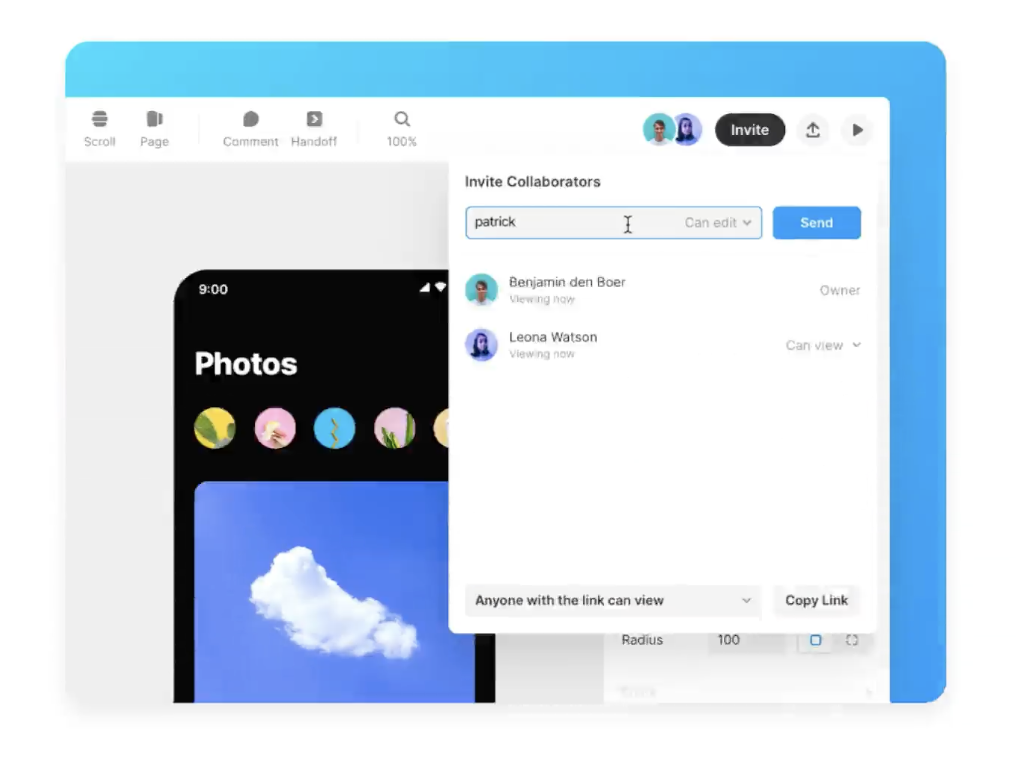 Scroll
Page
Comment
Handoff
100%
Invite
Invite Collaborators
patrick
Can edit
Send
Benjamin den Boer
Viewing now
Owner
Leona Watson
Viewing now
Can view
Anyone with the link can view
Copy Link
9:00
Photos
Radius
100